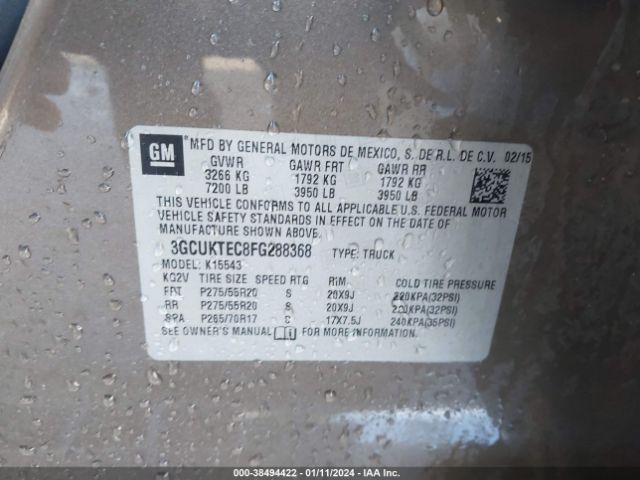 GM
MFD BY GENERAL MOTORS DE MEXICO, S. DE R.L. DE C.V. 02/15
GVWR GAWR FRT GAWR RR
3266 KG 1792 KG 1792 KG
7200 LB 3950 LB 3950 LB
THIS VEHICLE CONFORMS TO ALL APPLICABLE U.S. FEDERAL MOTOR
VEHICLE SAFETY STANDARDS IN EFFECT ON THE DATE OF
MANUFACTURE SHOWN ABOVE.
3GCUKTEC8FG288368 TYPE: TRUCK
MODEL: K15543
KG2V TIRE SIZE SPEED RTG RIM COLD TIRE PRESSURE
FRT P275/55R20 S 20X9J 220KPA(32PSI)
RR P275/55R20 S 20X9J 220KPA(32PSI)
SPA P265/70R17 S 17X7.5J 240KPA(35PSI)
SEE OWNER'S MANUAL FOR MORE INFORMATION.
000-38494422 - 01/11/2024 - IAA Inc.